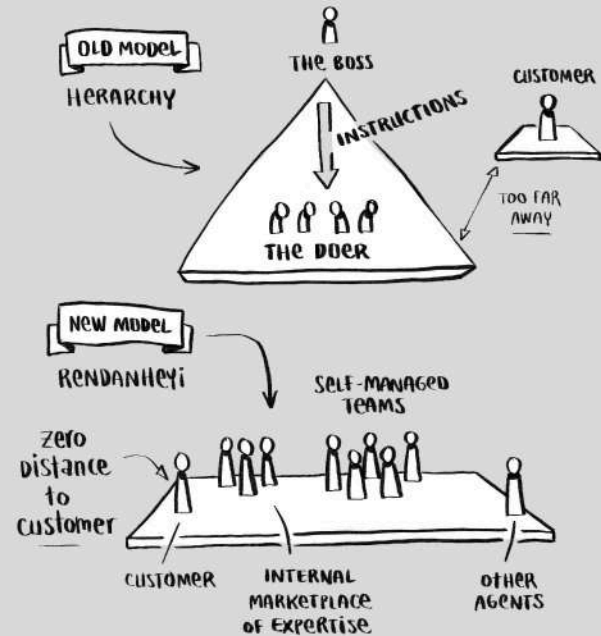 OLD MODEL
HERARCHY
THE BOSS
INSTRUCTIONS
THE DOER
CUSTOMER
TOO FAR
AWAY
NEW MODEL
RENDANHEYi
SELF-MANAGED
TEAMS
Zero
Distance
to
customer
CUSTOMER
INTERNAL
MARKETPLACE
OF EXPERTISE
OTHER
AGENTS